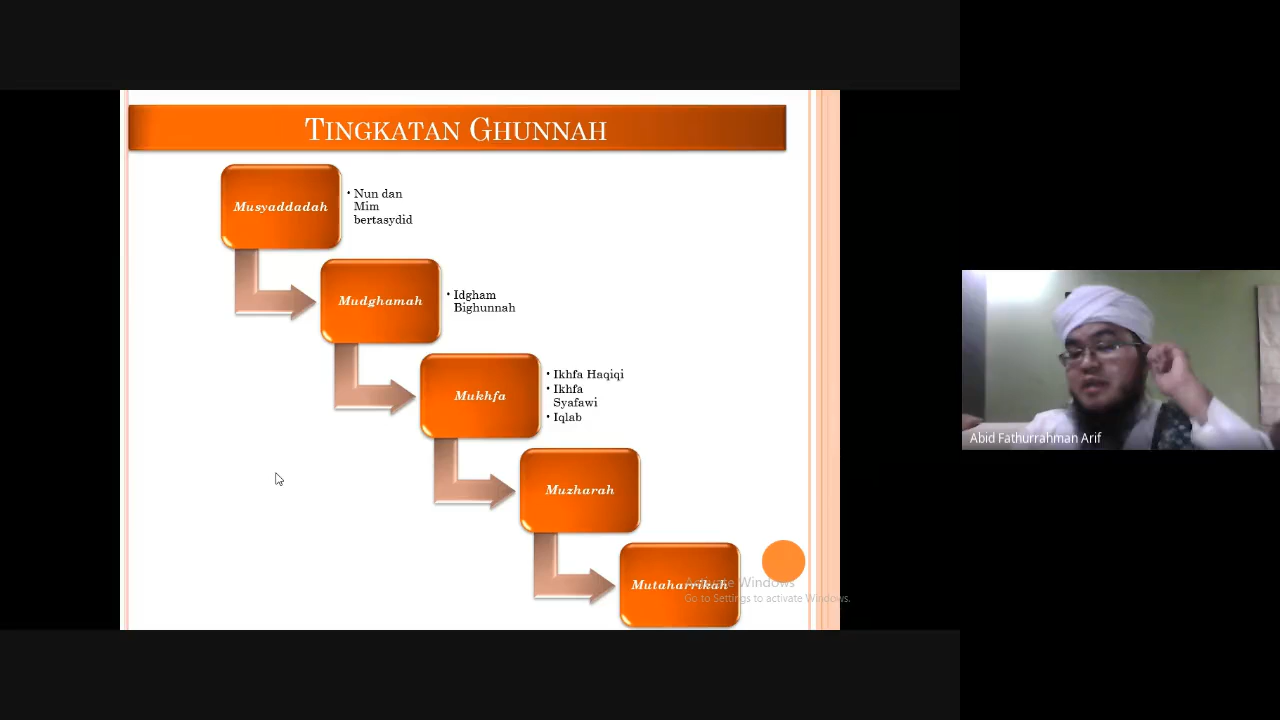 TINGKATAN GHUNNAH
Musyaddadah
• Nun dan
Mim
bertasydid
Mudghamah
• Idgham
Bighunnah
Mukhfa
• Ikhfa Haqiqi
• Ikhfa
Syafawi
• Iqlab
Muzharah
Mutaharrikah
Activate Windows
Go to Settings to activate Windows.
Abid Fathurrahman Arif